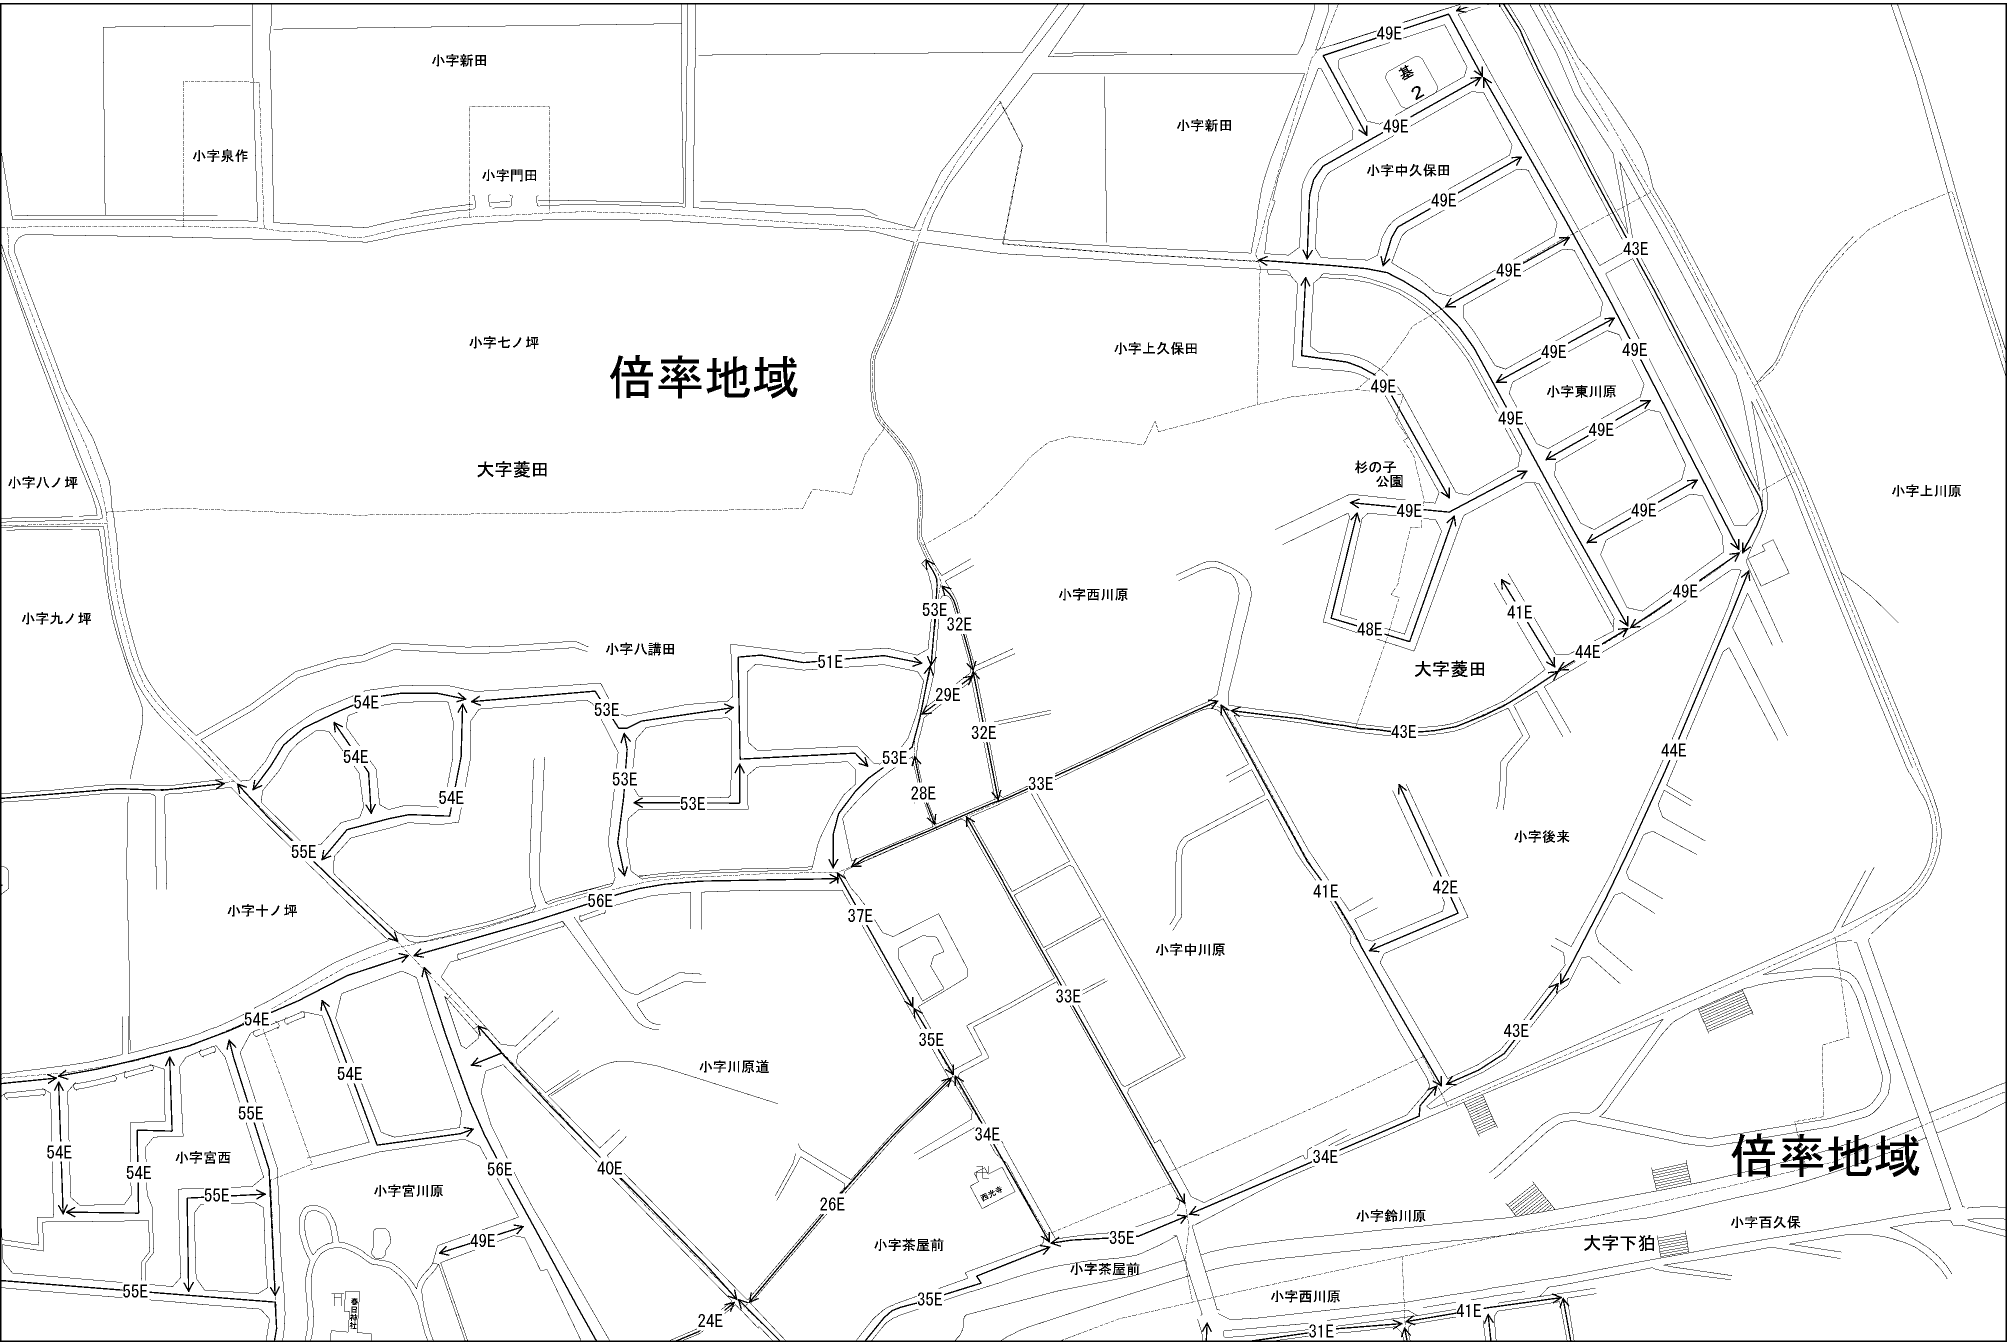 49E
小字新田
基
2
小字新田
49E
小字泉作
小字中久保田
小字門田
49E
43E
49E
小字七ノ坪
小字上久保田
49E
49E
倍率地域
49E
小字東川原
49E
49E
大字菱田
杉の子
公園
小字八ノ坪
小字上川原
49E
49E
49E
小字西川原
53E
41E
小字九ノ坪
32E
48E
小字八講田
44E
51E
大字菱田
29E
54E
53E
32E
43E
54E
53E
44E
53E
33E
54E
53E
28E
小字後来
55E
41E
42E
56E
小字十ノ坪
37E
小字中川原
33E
54E
43E
35E
小字川原道
54E
55E
34E
54E
小字宮西
倍率地域
34E
54E
56E
40E
小字宮川原
55E
西光寺
26E
小字鈴川原
小字百久保
35E
49E
小字茶屋前
大字下狛
小字茶屋前
55E
小字西川原
35E
春日神社
41E
24E
31E